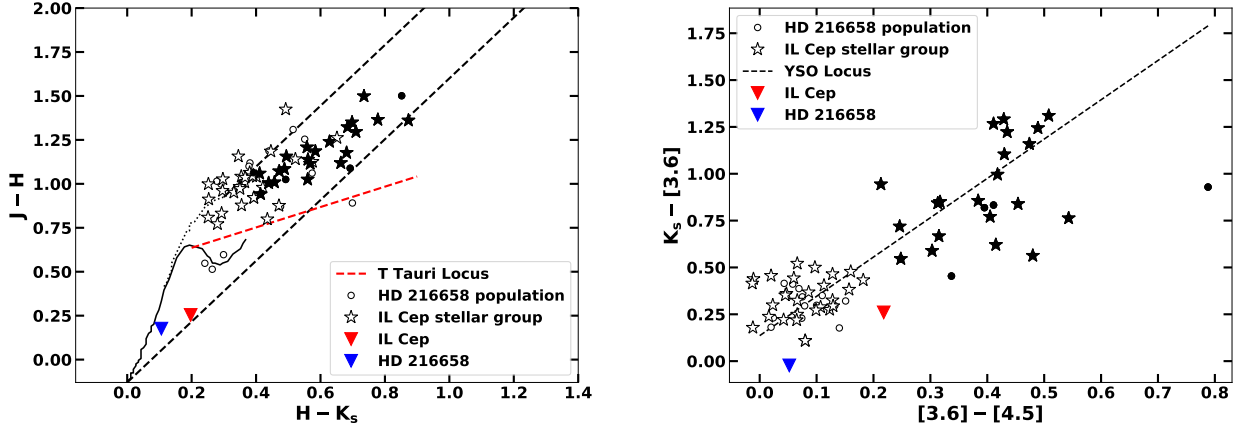 2.00
1.75
1.50
1.25
1.00
0.75
0.50
0.25
0.00
J − H
T Tauri Locus
HD 216658 population
IL Cep stellar group
IL Cep
HD 216658
0.0 0.2 0.4 0.6 0.8 1.0 1.2 1.4
H − Ks
1.75
1.50
1.25
1.00
0.75
0.50
0.25
0.00
Ks − [3.6]
HD 216658 population
IL Cep stellar group
YSO Locus
IL Cep
HD 216658
0.0 0.1 0.2 0.3 0.4 0.5 0.6 0.7 0.8
[3.6] − [4.5]